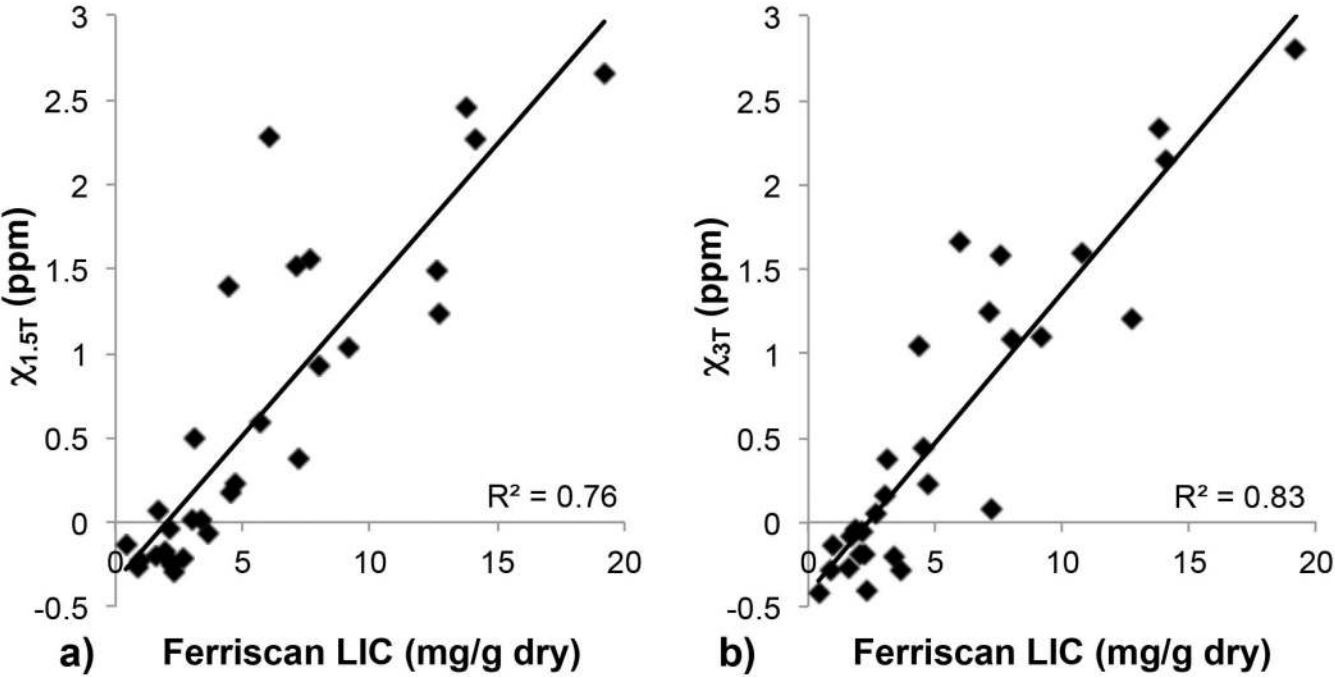 3
2.5
2
1.5
1
0.5
0
-0.5
χ1.5T (ppm)
0 5 10 15 20
R² = 0.76
a) Ferriscan LIC (mg/g dry)
3
2.5
2
1.5
1
0.5
0
-0.5
χ3T (ppm)
0 5 10 15 20
R² = 0.83
b) Ferriscan LIC (mg/g dry)